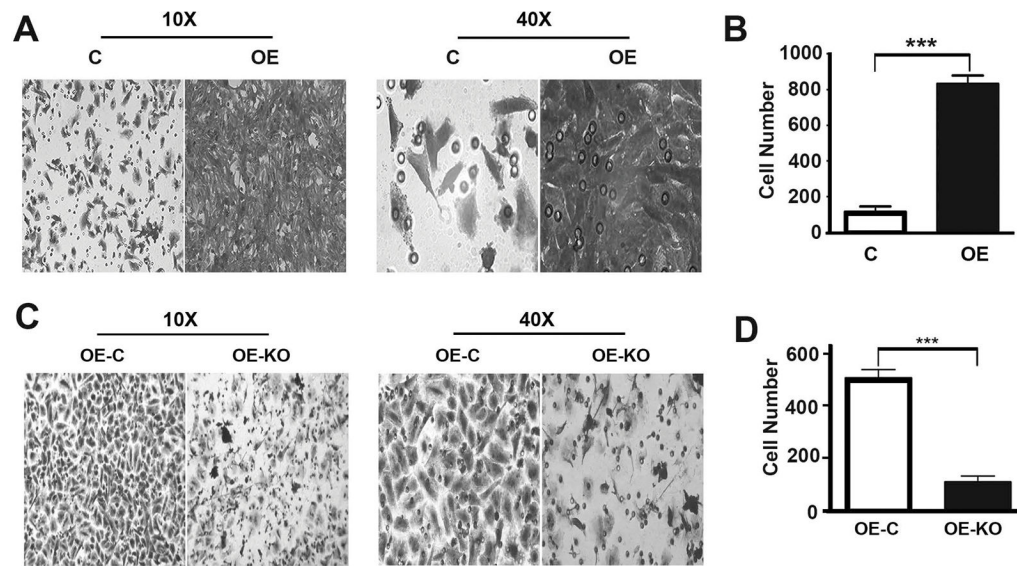 A
10X
40X
C
OE
C
OE
B
1000
800
600
400
200
0
Cell Number
***
C
OE
C
10X
40X
OE-C
OE-KO
OE-C
OE-KO
D
600
400
200
0
Cell Number
***
OE-C
OE-KO